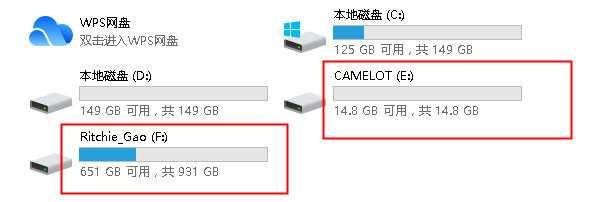 WPS网盘
双击进入WPS网盘
本地磁盘 (C:)
125 GB 可用，共 149 GB
本地磁盘 (D:)
149 GB 可用，共 149 GB
CAMELOT (E:)
14.8 GB 可用，共 14.8 GB
Ritchie_Gao (F:)
651 GB 可用，共 931 GB